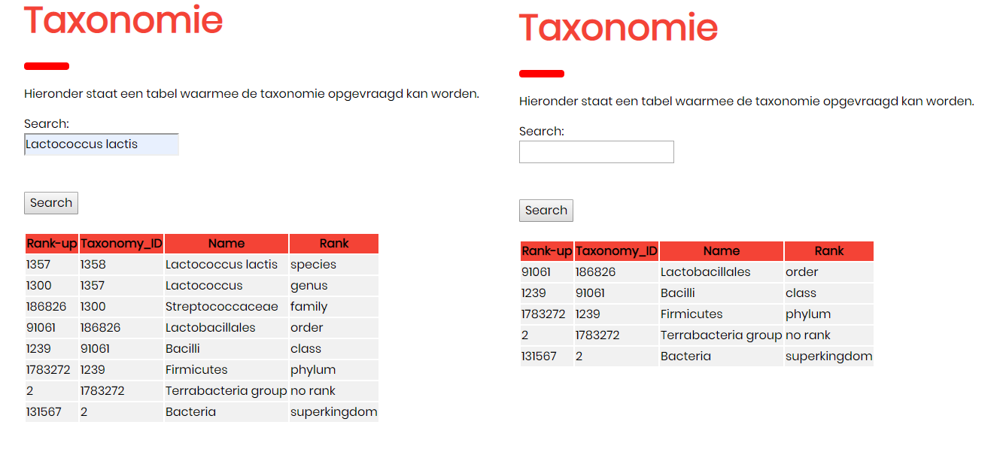 Taxonomie
Hieronder staat een tabel waarmee de taxonomie opgevraagd kan worden.
Search:
Lactococcus lactis
Search
Rank-up Taxonomy_ID Name Rank
1357 1358 Lactococcus lactis species
1300 1357 Lactococcus genus
186826 1300 Streptococcaceae family
91061 186826 Lactobacillales order
1239 91061 Bacilli class
1783272 1239 Firmicutes phylum
2 1783272 Terrabacteria group no rank
131567 2 Bacteria superkingdom
Taxonomie
Hieronder staat een tabel waarmee de taxonomie opgevraagd kan worden.
Search:
Search
Rank-up Taxonomy_ID Name Rank
91061 186826 Lactobacillales order
1239 91061 Bacilli class
1783272 1239 Firmicutes phylum
2 1783272 Terrabacteria group no rank
131567 2 Bacteria superkingdom